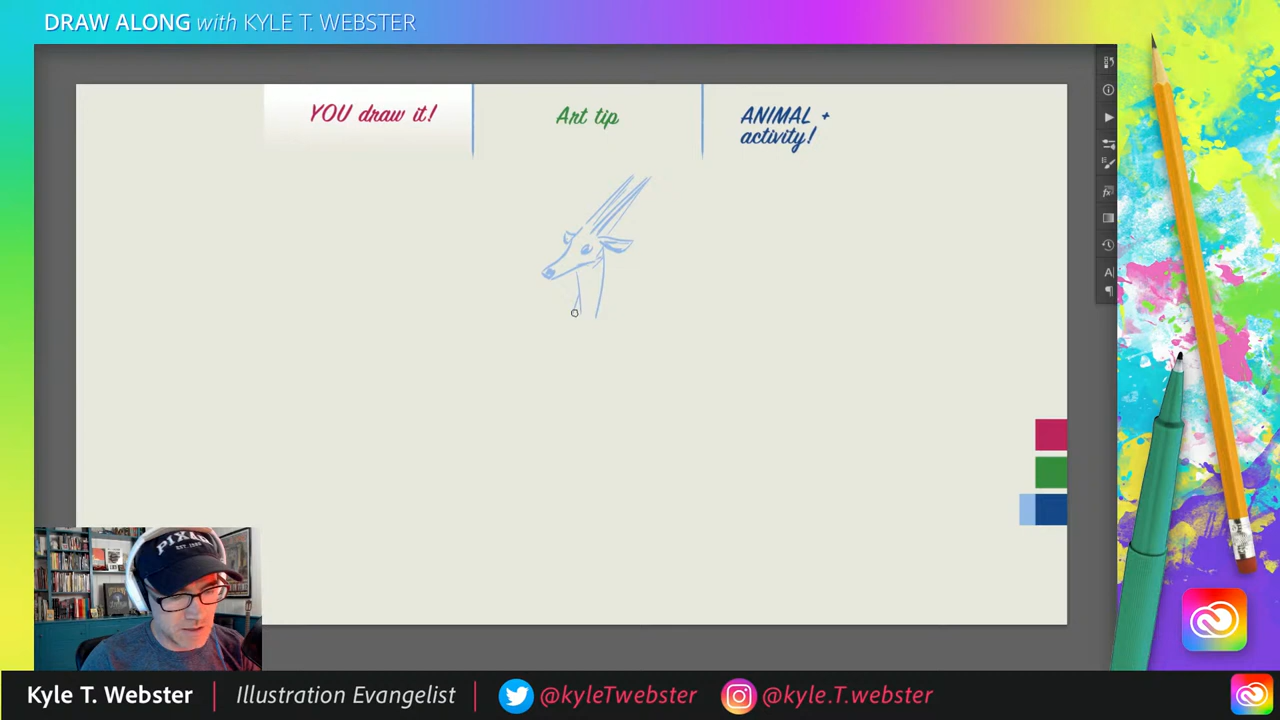 DRAW ALONG with KYLE T. WEBSTER
YOU draw it!
Art tip
ANIMAL +
activity!
PIXAR
Kyle T. Webster | Illustration Evangelist | @kyleTwebster @kyle.T.webster